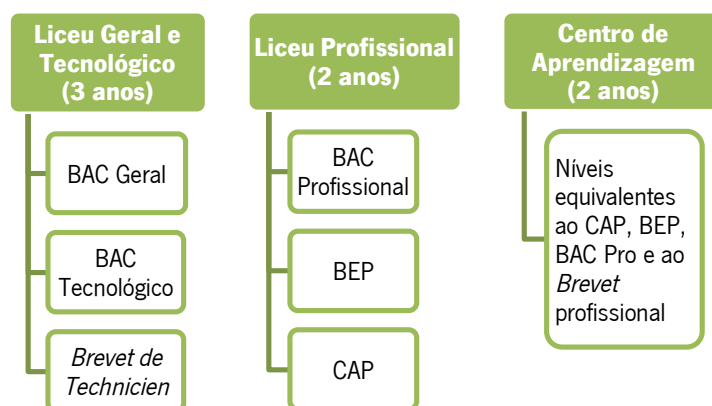 Liceu Geral e
Tecnológico
(3 anos)
BAC Geral
BAC
Tecnológico
Brevet de
Technicien
Liceu Profissional
(2 anos)
BAC
Profissional
BEP
CAP
Centro de
Aprendizagem
(2 anos)
Níveis
equivalentes
ao CAP, BEP,
BAC Pro e ao
Brevet
profissional